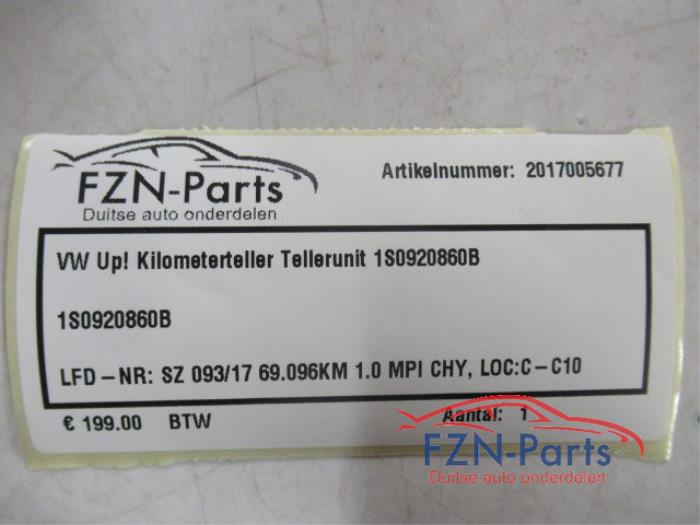 FZN-Parts
Duitse auto onderdelen
Artikelnummer: 2017005677
VW Up! Kilometerteller Tellerunit 1S0920860B
1S0920860B
LFD-NR: SZ 093/17 69.096KM 1.0 MPI CHY, LOC:C-C10
€ 199.00 BTW
Aantal: 1
FZN-Parts
Duitse auto onderdelen